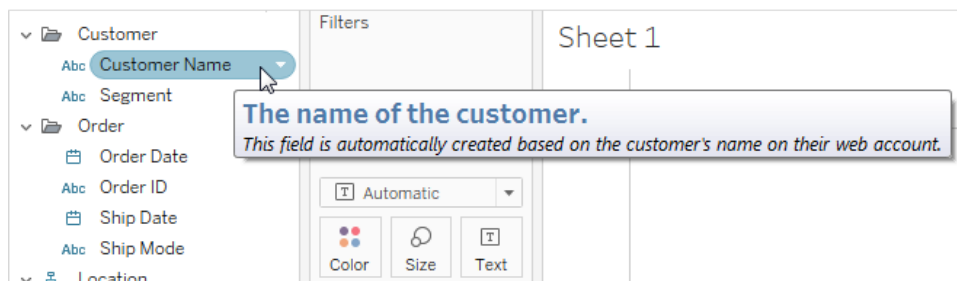 Customer
Abc Customer Name
Abc Segment
Order
Order Date
Abc Order ID
Ship Date
Abc Ship Mode
Location
Filters
T Automatic
Color Size T Text
Sheet 1
The name of the customer.
This field is automatically created based on the customer's name on their web account.